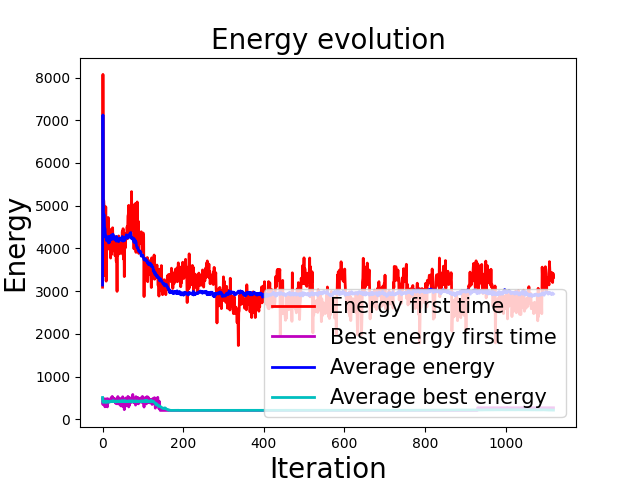 Energy evolution
Energy
8000
7000
6000
5000
4000
3000
2000
1000
0
Energy first time
Best energy first time
Average energy
Average best energy
0 200 400 600 800 1000
Iteration